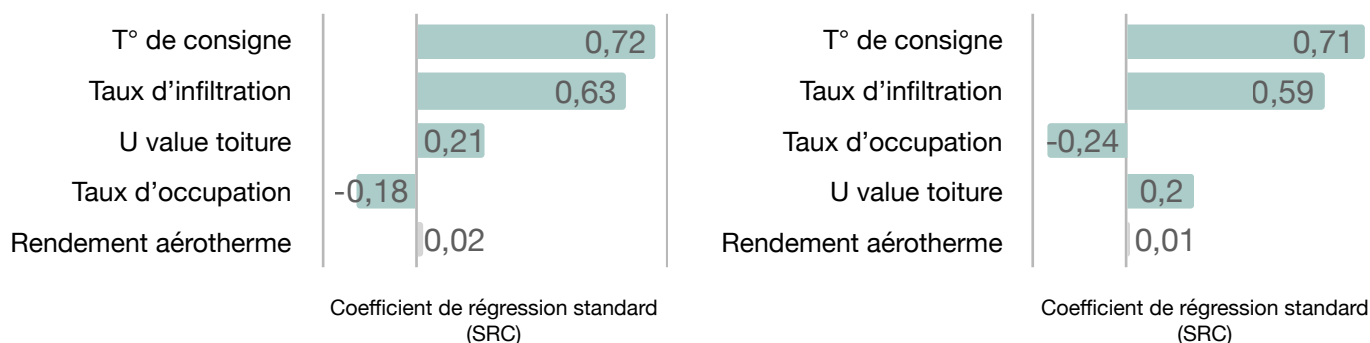 T° de consigne
0,72
Taux d’infiltration
0,63
U value toiture
0,21
Taux d’occupation
-0,18
Rendement aérotherme
0,02
Coefficient de régression standard
(SRC)
T° de consigne
0,71
Taux d’infiltration
0,59
Taux d’occupation
-0,24
U value toiture
0,2
Rendement aérotherme
0,01
Coefficient de régression standard
(SRC)